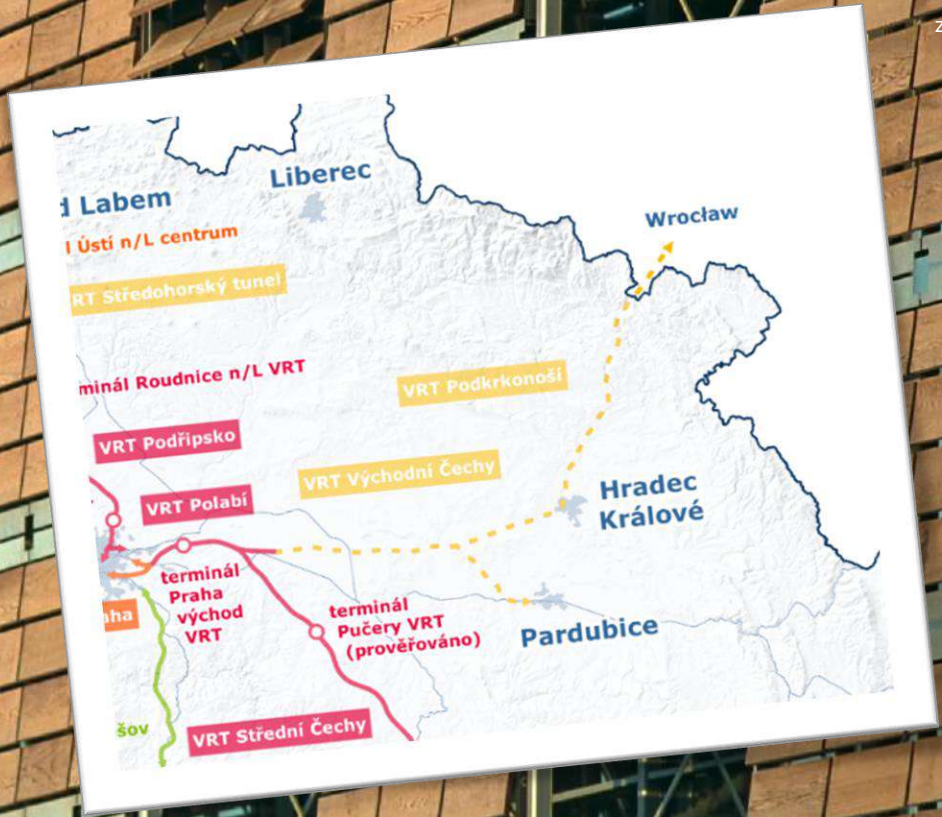 z
Liberec
d Labem
l Ústí n/L centrum
Wrocław
RT Středohorský tunel
minál Roudnice n/L VRT
VRT Podkrkonoší
VRT Podřipsko
VRT Východní Čechy
VRT Polabí
Hradec
Králové
terminál
Praha
východ
VRT
aha
terminál
Pučery VRT
(prověřováno)
Pardubice
šov
VRT Střední Čechy